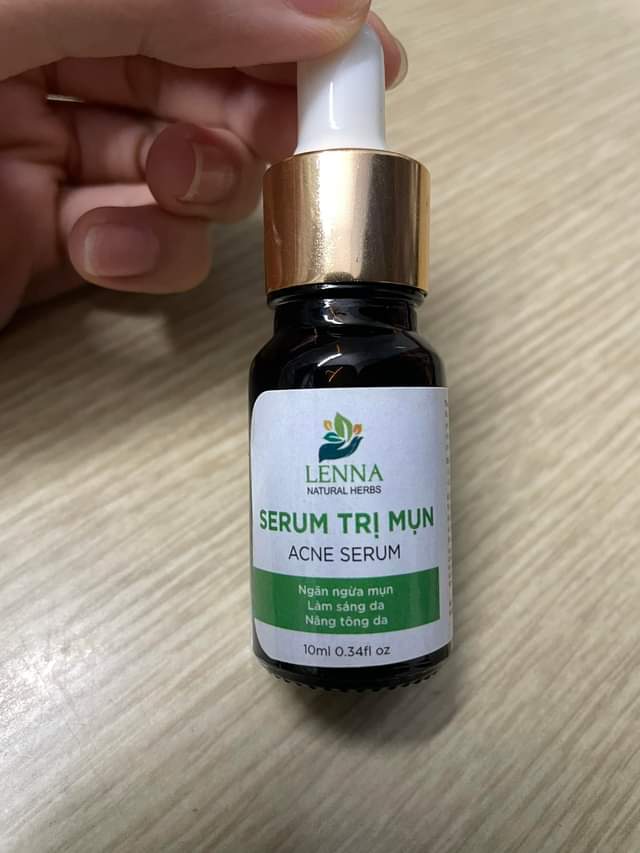 LENNA
NATURAL HERBS
SERUM TRỊ MỤN
ACNE SERUM
Ngăn ngừa mụn
Làm sáng da
Nâng tông da
10ml 0.34fl oz